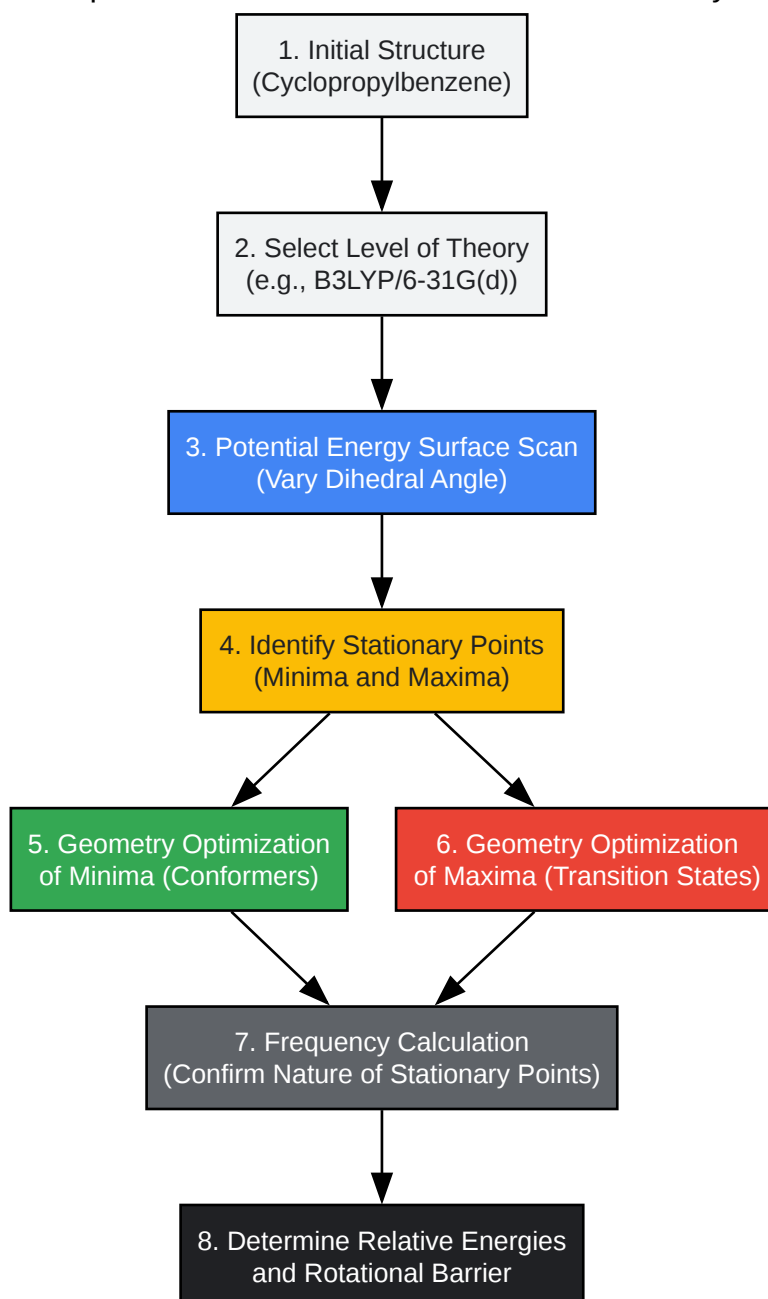 1. Initial Structure
(Cyclopropylbenzene)
2. Select Level of Theory
(e.g., B3LYP/6-31G(d))
3. Potential Energy Surface Scan
(Vary Dihedral Angle)
4. Identify Stationary Points
(Minima and Maxima)
5. Geometry Optimization
of Minima (Conformers)
6. Geometry Optimization
of Maxima (Transition States)
7. Frequency Calculation
(Confirm Nature of Stationary Points)
8. Determine Relative Energies
and Rotational Barrier